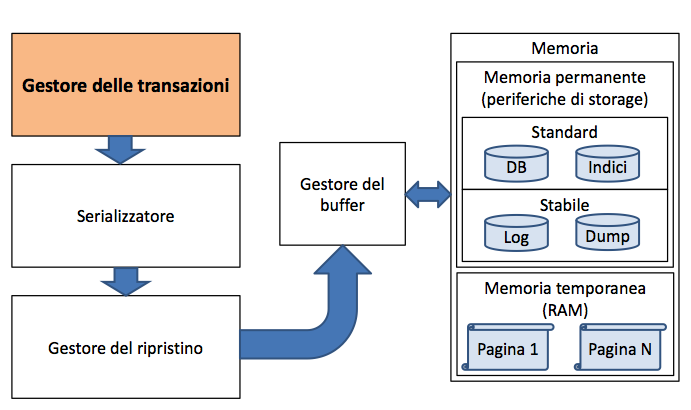 Gestore delle transazioni
Serializzatore
Gestore del ripristino
Gestore del
buffer
Memoria
Memoria permanente
(periferiche di storage)
Standard
DB
Indici
Stabile
Log
Dump
Memoria temporanea
(RAM)
Pagina 1
Pagina N